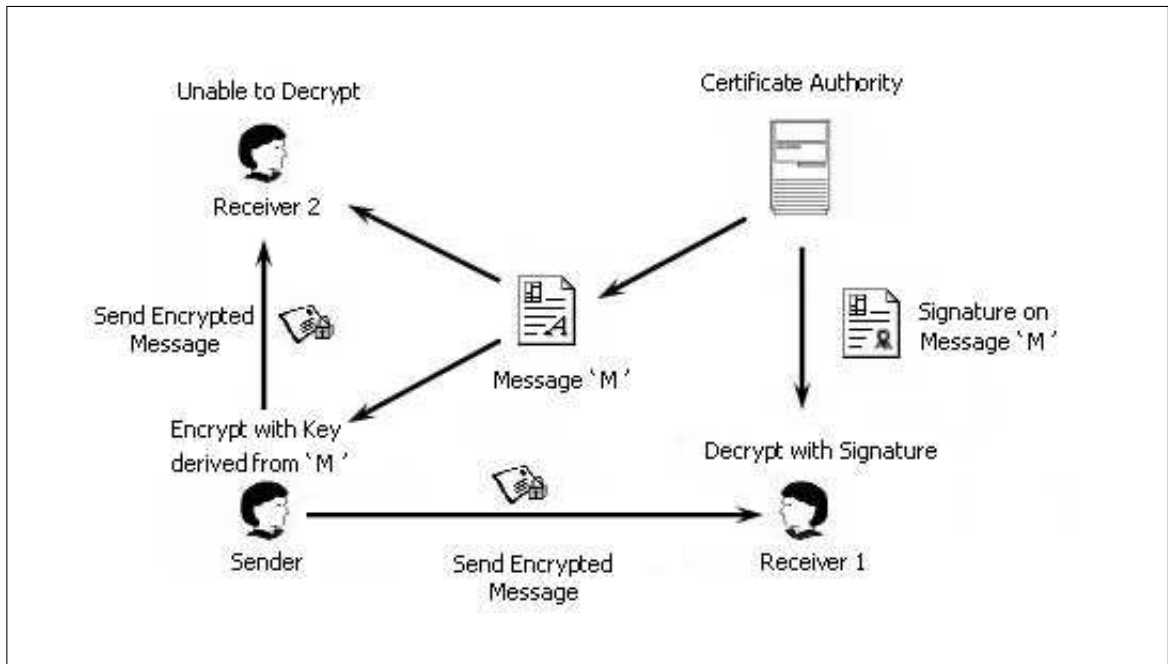 Unable to Decrypt
Certificate Authority
Receiver 2
Send Encrypted
Message
Signature on
Message `M ´
Message `M ´
Encrypt with Key
derived from `M ´
Decrypt with Signature
Sender
Send Encrypted
Message
Receiver 1